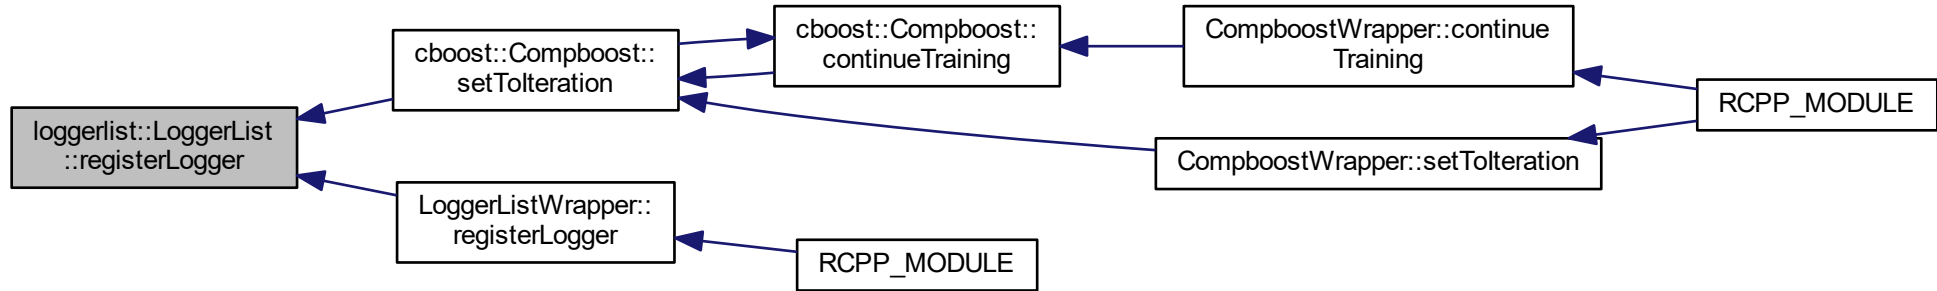 loggerlist::LoggerList
::registerLogger
cboost::Compboost::
setToIteration
cboost::Compboost::
continueTraining
CompboostWrapper::continue
Training
RCPP_MODULE
CompboostWrapper::setToIteration
LoggerListWrapper::
registerLogger
RCPP_MODULE